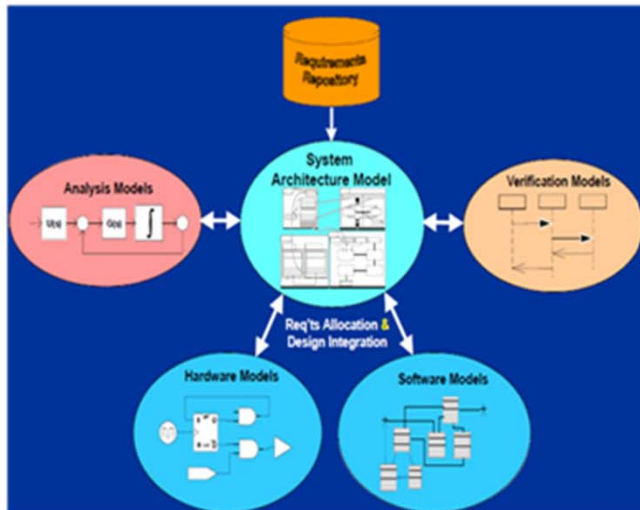 Requirements
Repository
System
Architecture Model
Analysis Models
U(s)
G(s)
Verification Models
Req'ts Allocation &
Design Integration
Hardware Models
Software Models